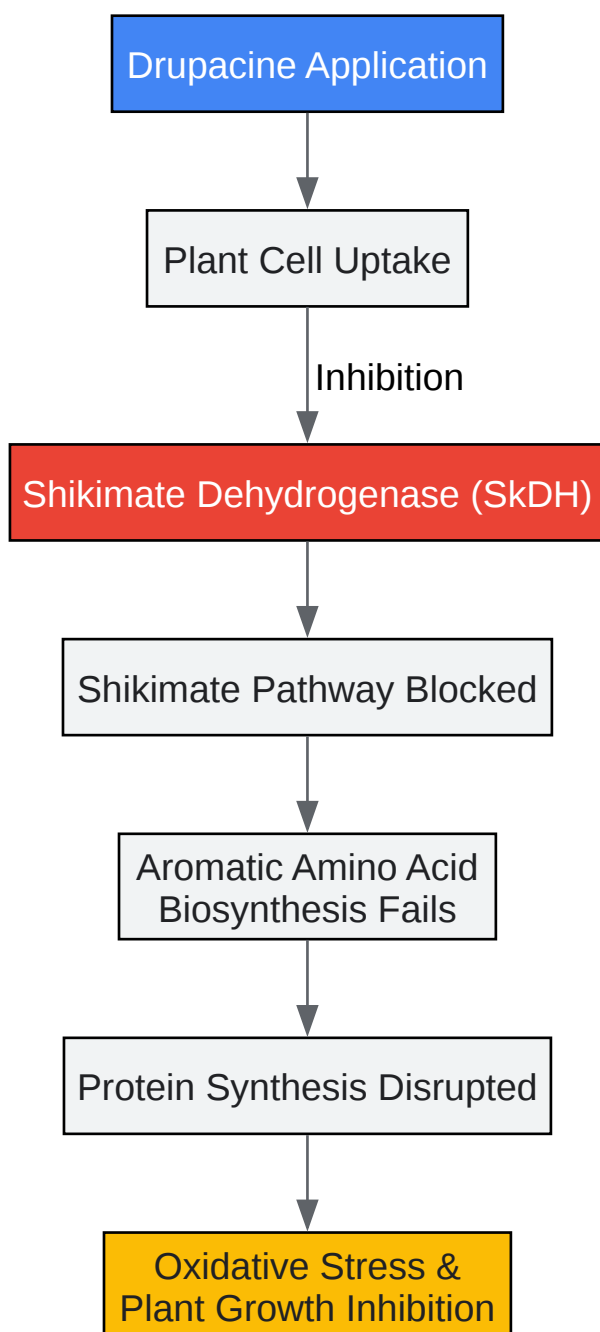 Drupacine Application
Plant Cell Uptake
Inhibition
Shikimate Dehydrogenase (SkDH)
Shikimate Pathway Blocked
Aromatic Amino Acid
Biosynthesis Fails
Protein Synthesis Disrupted
Oxidative Stress &
Plant Growth Inhibition